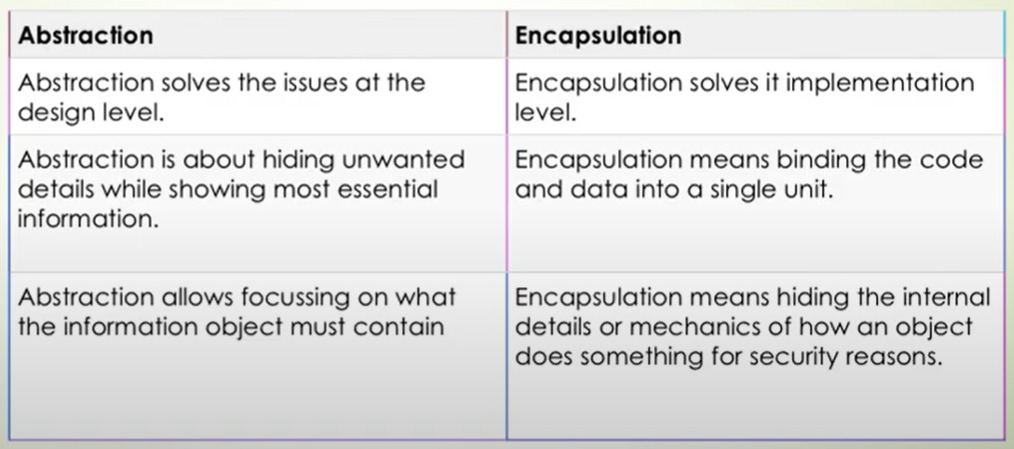 Abstraction
Encapsulation
Abstraction solves the issues at the
design level.
Encapsulation solves it implementation
level.
Abstraction is about hiding unwanted
details while showing most essential
information.
Encapsulation means binding the code
and data into a single unit.
Abstraction allows focussing on what
the information object must contain
Encapsulation means hiding the internal
details or mechanics of how an object
does something for security reasons.